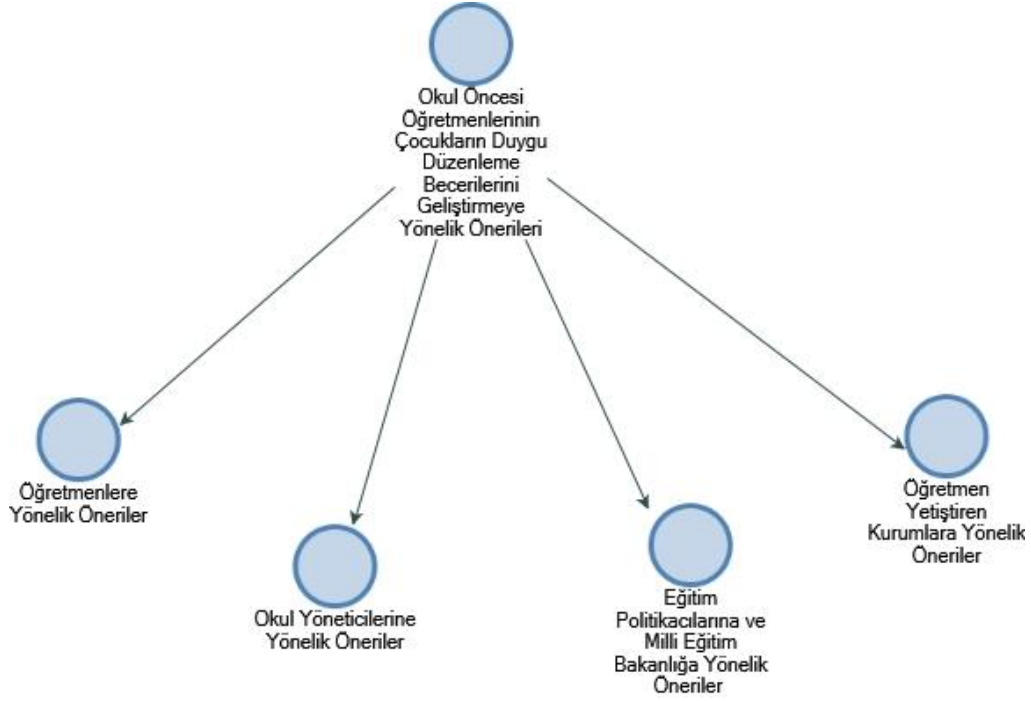 Okul Öncesi
Öğretmenlerinin
Çocukların Duygu
Düzenleme
Becerilerini
Geliştirmeye
Yönelik Önerileri
Öğretmenlere
Yönelik Öneriler
Okul Yöneticilerine
Yönelik Öneriler
Eğitim
Politikacılarına ve
Milli Eğitim
Bakanlığa Yönelik
Öneriler
Öğretmen
Yetiştiren
Kurumlara Yönelik
Öneriler